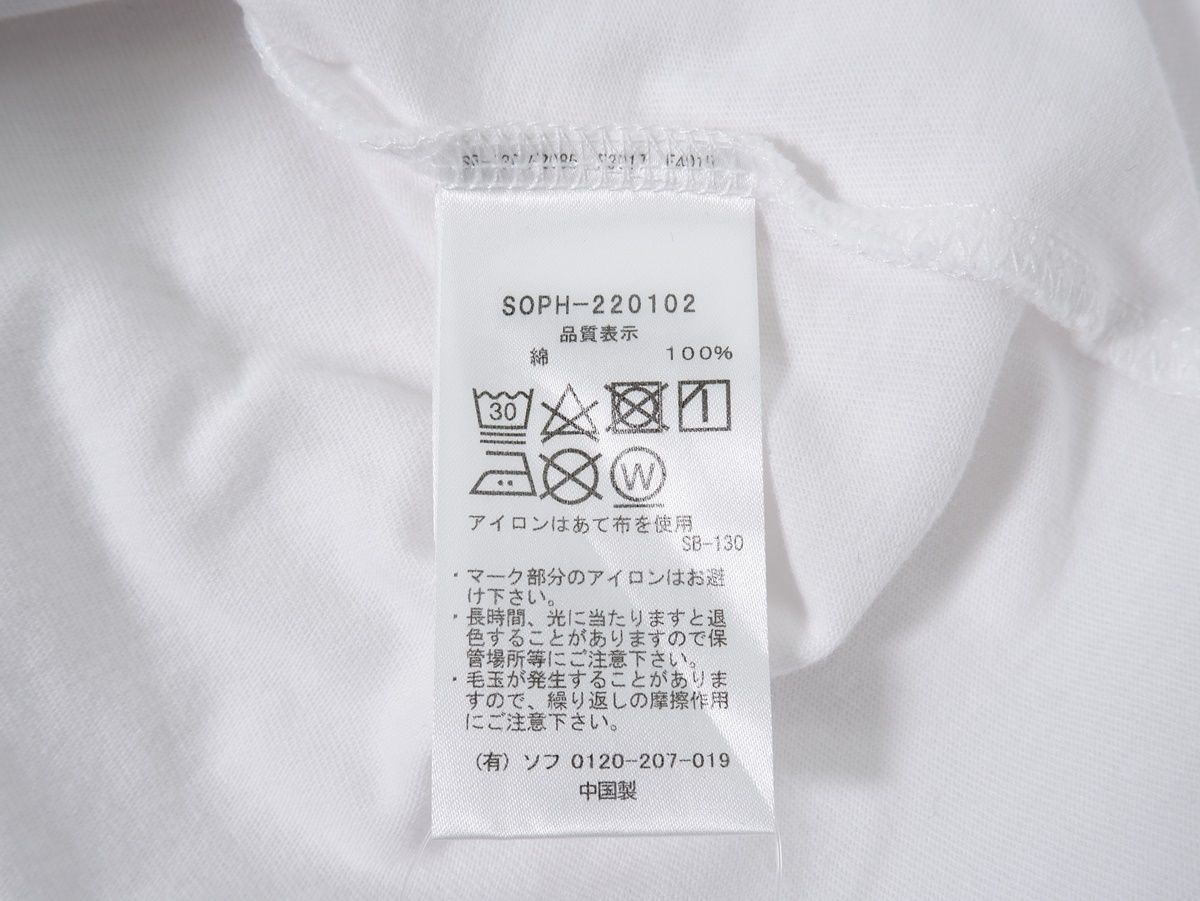 SOPH-220102
品質表示
綿 100%
30
W
アイロンはあて布を使用
SB-130
・マーク部分のアイロンはお避
け下さい。
・長時間、光に当たりますと退
色することがありますので保
管場所等にご注意下さい。
・毛玉が発生することがありま
すので、繰り返しの摩擦作用
にご注意下さい。
(有) ソフ 0120-207-019
中国製